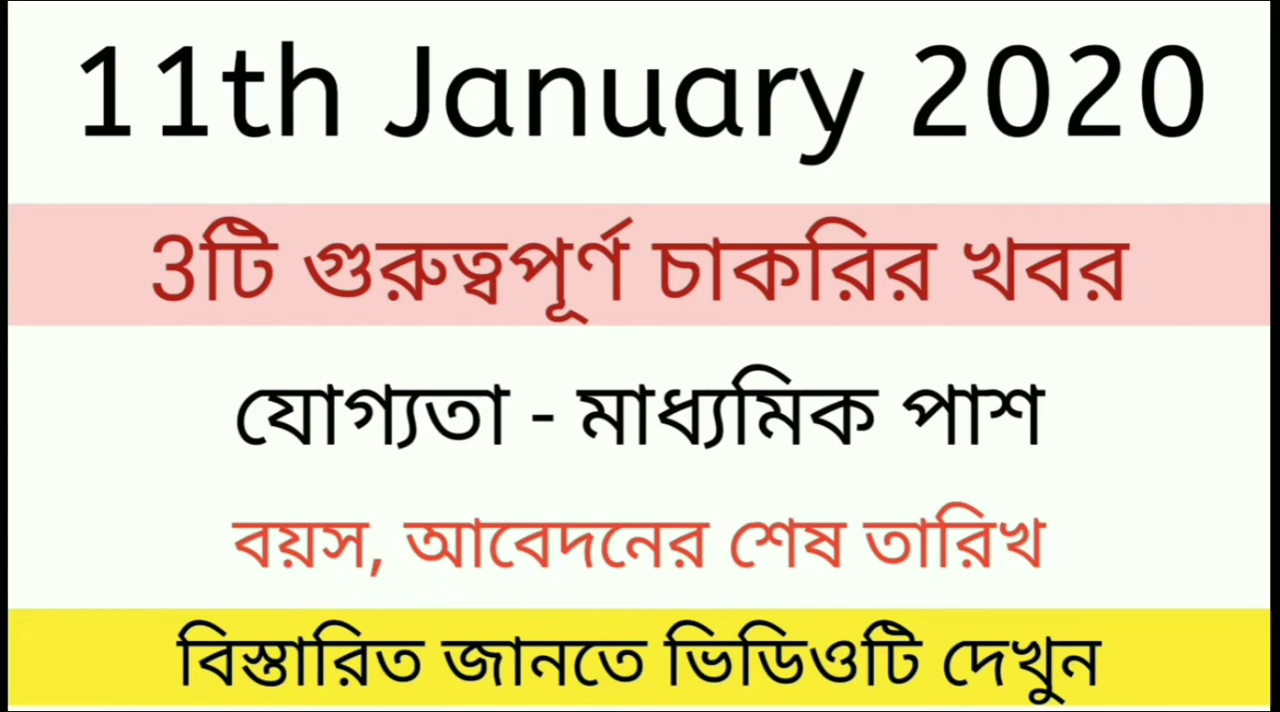 11th January 2020
3টি গুরুত্বপূর্ণ চাকরির খবর
যোগ্যতা - মাধ্যমিক পাশ
বয়স, আবেদনের শেষ তারিখ
বিস্তারিত জানতে ভিডিওটি দেখুন